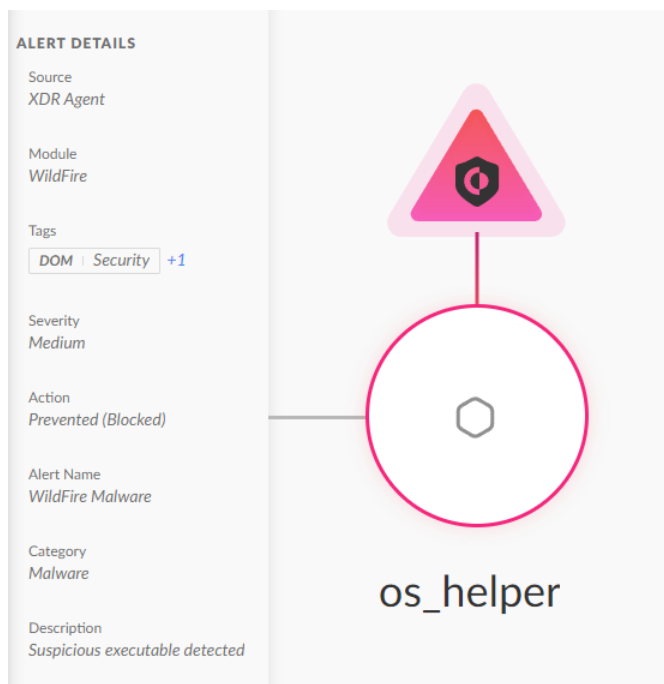 ALERT DETAILS
Source
XDR Agent
Module
WildFire
Tags
DOM | Security +1
Severity
Medium
Action
Prevented (Blocked)
Alert Name
WildFire Malware
Category
Malware
Description
Suspicious executable detected
os_helper